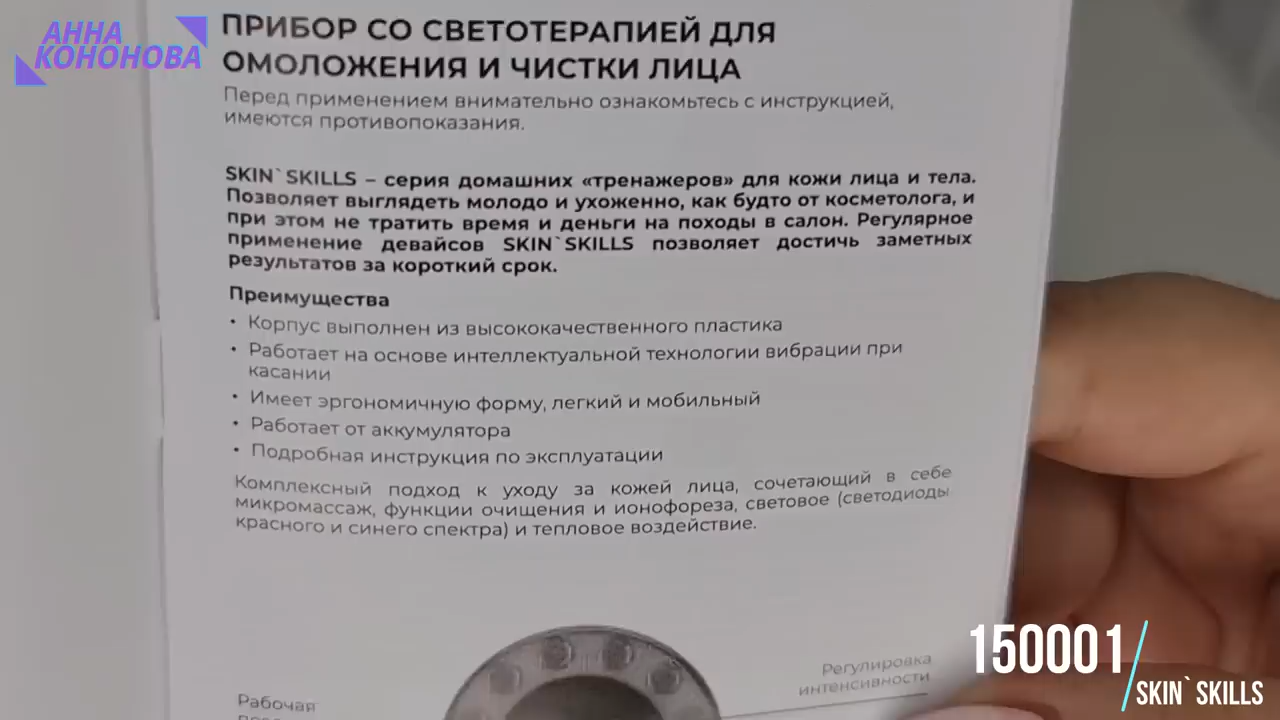 АННА
КОНОНОВА
ПРИБОР СО СВЕТОТЕРАПИЕЙ ДЛЯ
ОМОЛОЖЕНИЯ И ЧИСТКИ ЛИЦА
Перед применением внимательно ознакомьтесь с инструкцией,
имеются противопоказания.
SKIN`SKILLS – серия домашних «тренажеров» для кожи лица и тела.
Позволяет выглядеть молодо и ухоженно, как будто от косметолога, и
при этом не тратить время и деньги на походы в салон. Регулярное
применение девайсов SKIN`SKILLS позволяет достичь заметных
результатов за короткий срок.
Преимущества
• Корпус выполнен из высококачественного пластика
• Работает на основе интеллектуальной технологии вибрации при
касании
• Имеет эргономичную форму, легкий и мобильный
• Работает от аккумулятора
• Подробная инструкция по эксплуатации
Комплексный подход к уходу за кожей лица, сочетающий в себе
микромассаж, функции очищения и ионофореза, световое (светодиоды
красного и синего спектра) и тепловое воздействие.
Регулировка
интенсивности
Рабочая
150001
SKIN`SKILLS